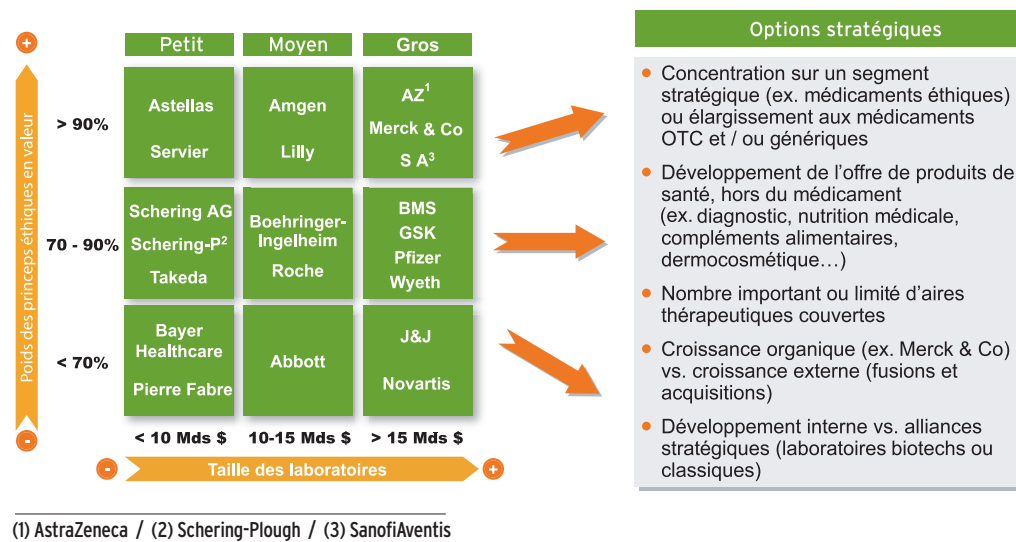 Petit
Moyen
Gros
+
Poids des princeps éthiques en valeur
-
> 90%
Astellas
Servier
Amgen
Lilly
AZ¹
Merck & Co
S A³
70 - 90%
Schering AG
Schering-P²
Takeda
Boehringer-
Ingelheim
Roche
BMS
GSK
Pfizer
Wyeth
< 70%
Bayer
Healthcare
Pierre Fabre
Abbott
J&J
Novartis
< 10 Mds $
10-15 Mds $
> 15 Mds $
-
Taille des laboratoires
+
Options stratégiques
• Concentration sur un segment
stratégique (ex. médicaments éthiques)
ou élargissement aux médicaments
OTC et / ou génériques
• Développement de l'offre de produits de
santé, hors du médicament
(ex. diagnostic, nutrition médicale,
compléments alimentaires,
dermocosmétique…)
• Nombre important ou limité d'aires
thérapeutiques couvertes
• Croissance organique (ex. Merck & Co)
vs. croissance externe (fusions et
acquisitions)
• Développement interne vs. alliances
stratégiques (laboratoires biotechs ou
classiques)
(1) AstraZeneca / (2) Schering-Plough / (3) SanofiAventis